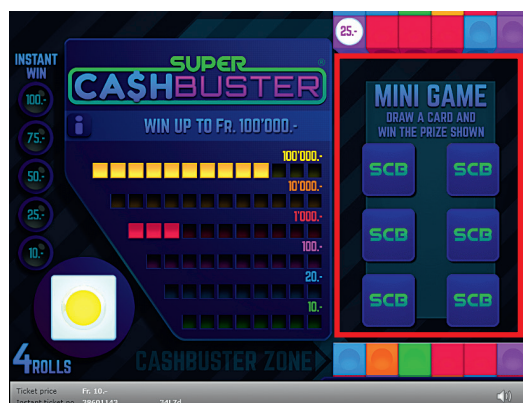 25.-
INSTANT
WIN
100.-
75.-
50.-
25.-
10.-
SUPER
CA$HBUSTER®
i
WIN UP TO FR. 100'000.-
100'000.-
10'000.-
1'000.-
100.-
20.-
10.-
MINI GAME
DRAW A CARD AND
WIN THE PRIZE SHOWN
SCB SCB
SCB SCB
SCB SCB
4 ROLLS
CASHBUSTER ZONE
Ticket price Fr. 10.-